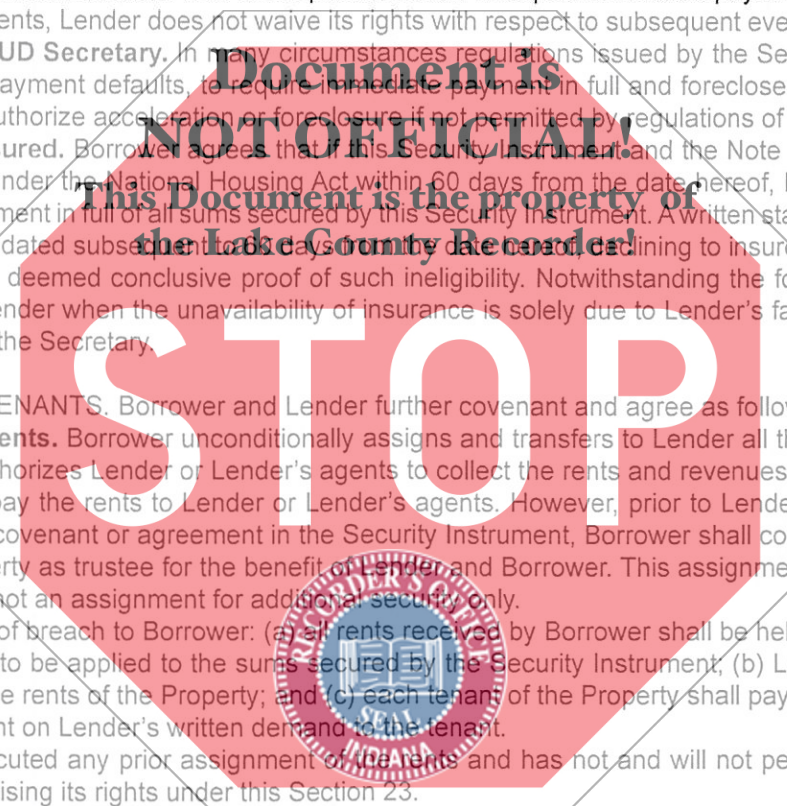 ents, Lender does not waive its rights with respect to subsequent eve
UD Secretary. In many circumstances regulations issued by the Se
ayment defaults, to require immediate payment in full and foreclose
uthorize acceleration or foreclosure if not permitted by regulations of
ured. Borrower agrees that if this Security Instrument and the Note
nder the National Housing Act within 60 days from the date hereof, L
ment in full of all sums secured by this Security Instrument. A written sta
dated subsequent to 60 days from the date hereof, declining to insur
deemed conclusive proof of such ineligibility. Notwithstanding the fo
ender when the unavailability of insurance is solely due to Lender's fa
the Secretary.
Document is
NOT OFFICIAL!
This Document is the property of
the Lake County Recorder!
STOP
ENANTS. Borrower and Lender further covenant and agree as follow
ents. Borrower unconditionally assigns and transfers to Lender all th
thorizes Lender or Lender's agents to collect the rents and revenues
pay the rents to Lender or Lender's agents. However, prior to Lende
covenant or agreement in the Security Instrument, Borrower shall co
erty as trustee for the benefit of Lender and Borrower. This assignme
not an assignment for additional security only.
of breach to Borrower: (a) all rents received by Borrower shall be hel
to be applied to the sums secured by the Security Instrument; (b) L
e rents of the Property; and (c) each tenant of the Property shall pay
nt on Lender's written demand to the tenant.
cuted any prior assignment of the rents and has not and will not pe
ising its rights under this Section 23.
RECORDER'S OFFICE
SEAL
INDIANA